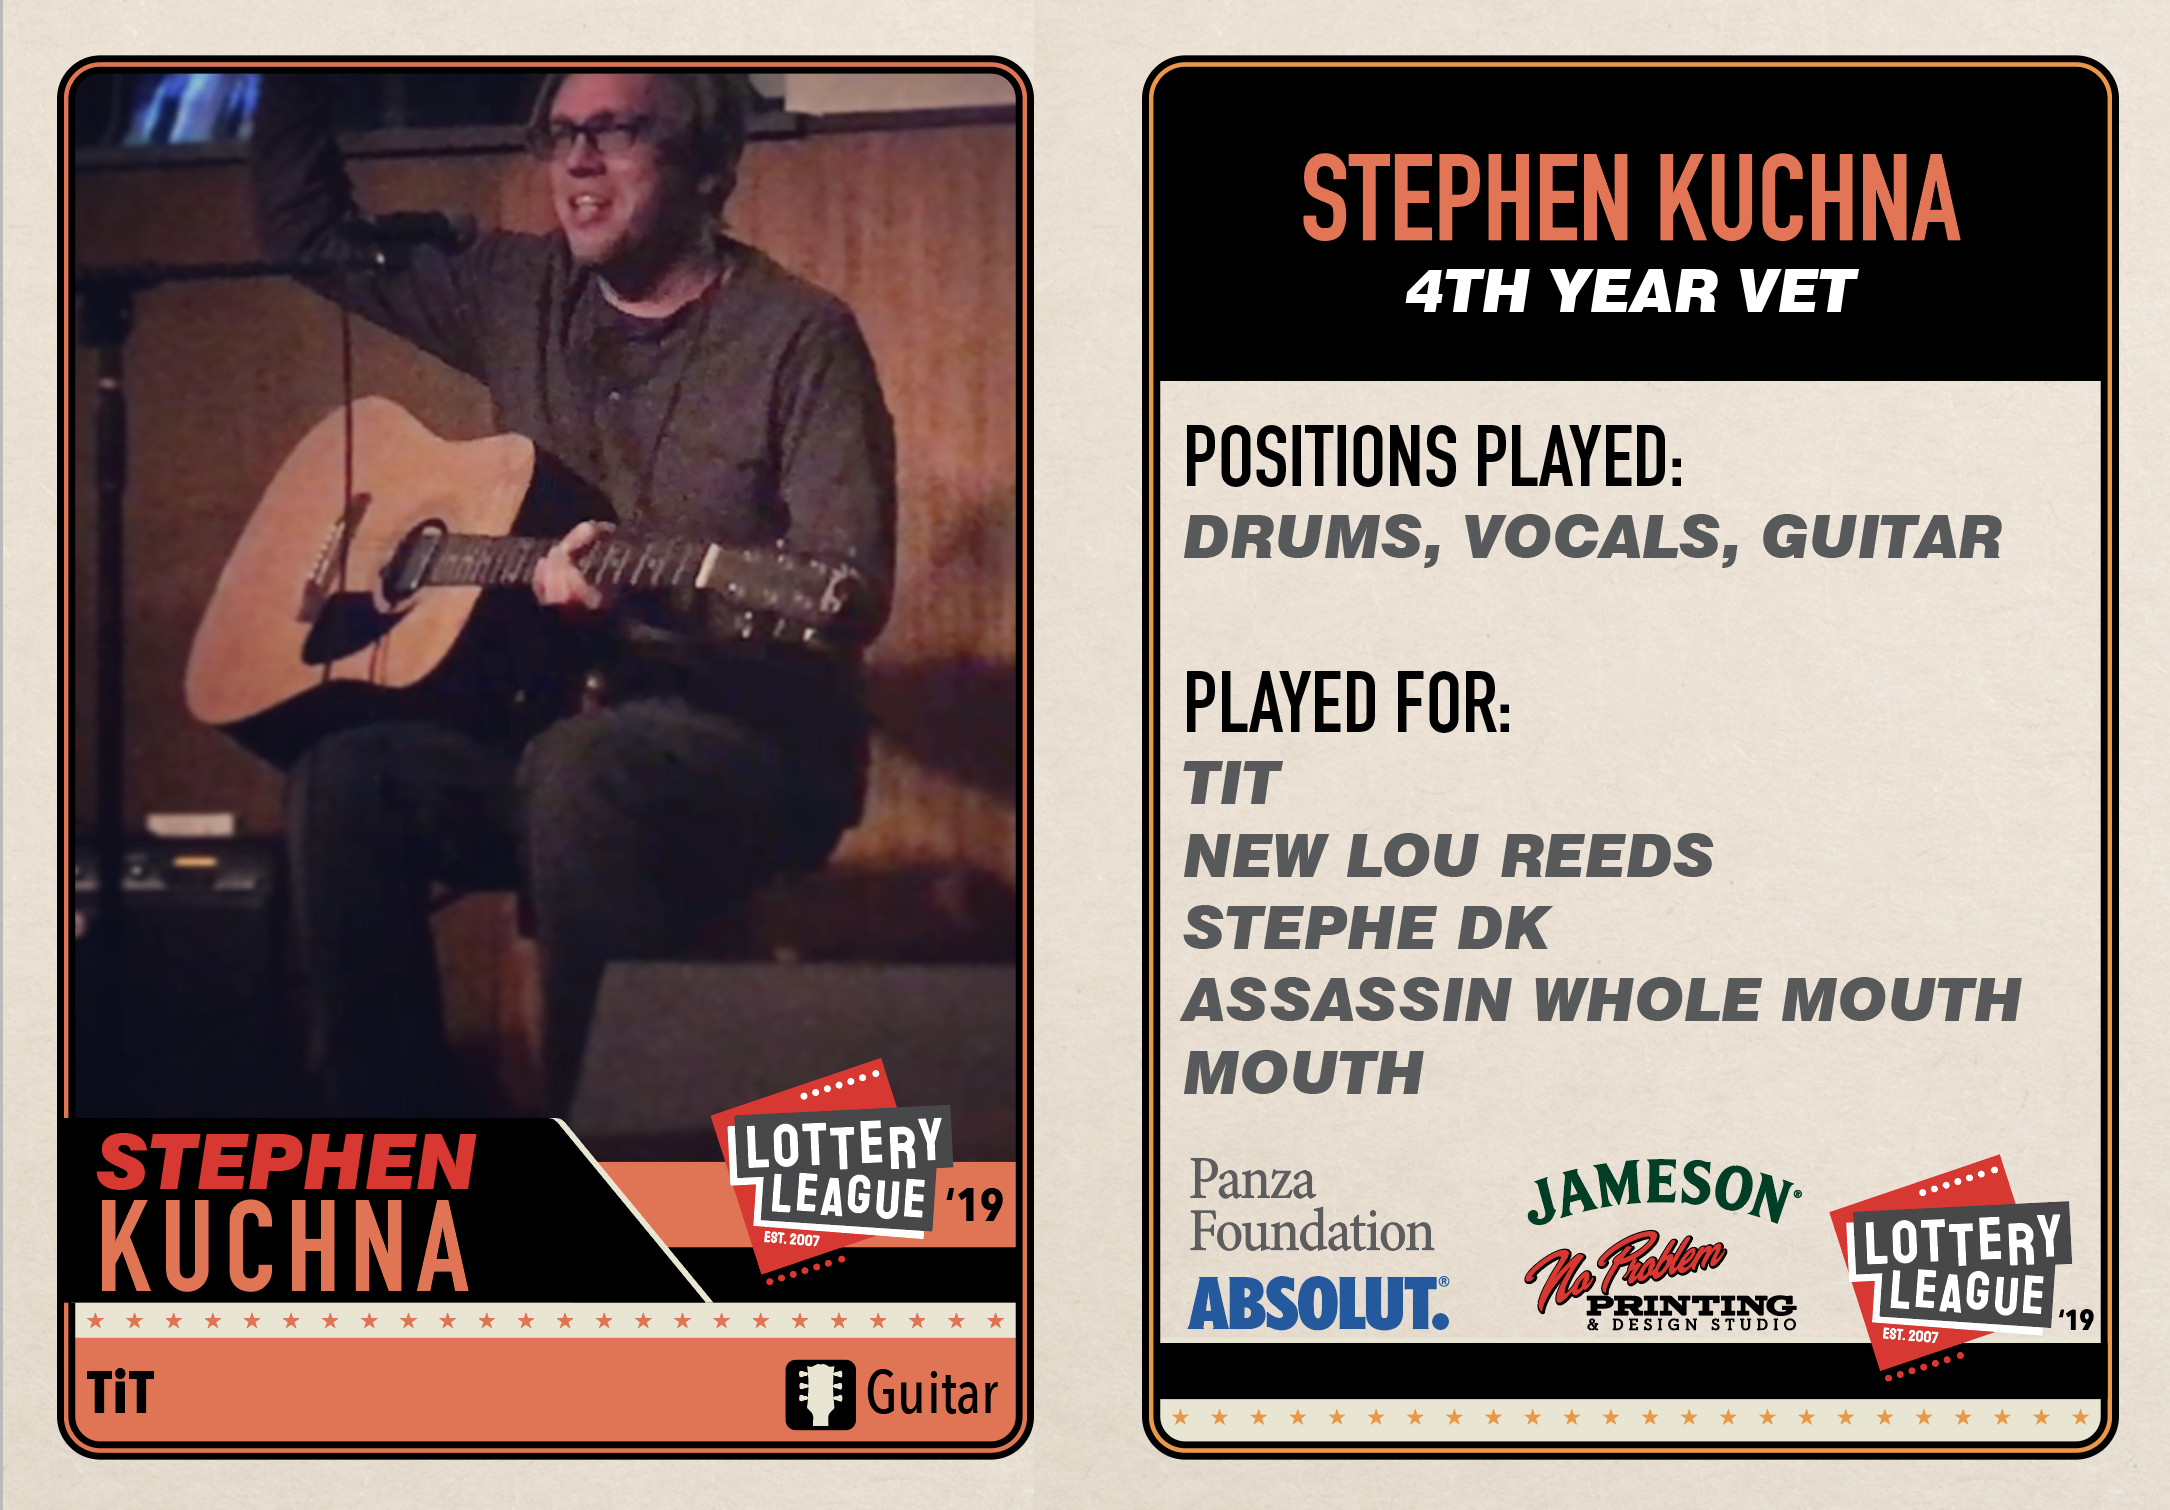 STEPHEN
KUCHNA
LOTTERY
LEAGUE
'19
EST. 2007
TiT
Guitar
STEPHEN KUCHNA
4TH YEAR VET
POSITIONS PLAYED:
DRUMS, VOCALS, GUITAR
PLAYED FOR:
TIT
NEW LOU REEDS
STEPHE DK
ASSASSIN WHOLE MOUTH
MOUTH
Panza
Foundation
ABSOLUT.®
JAMESON®
No Problem
PRINTING
& DESIGN STUDIO
LOTTERY
LEAGUE
'19
EST. 2007